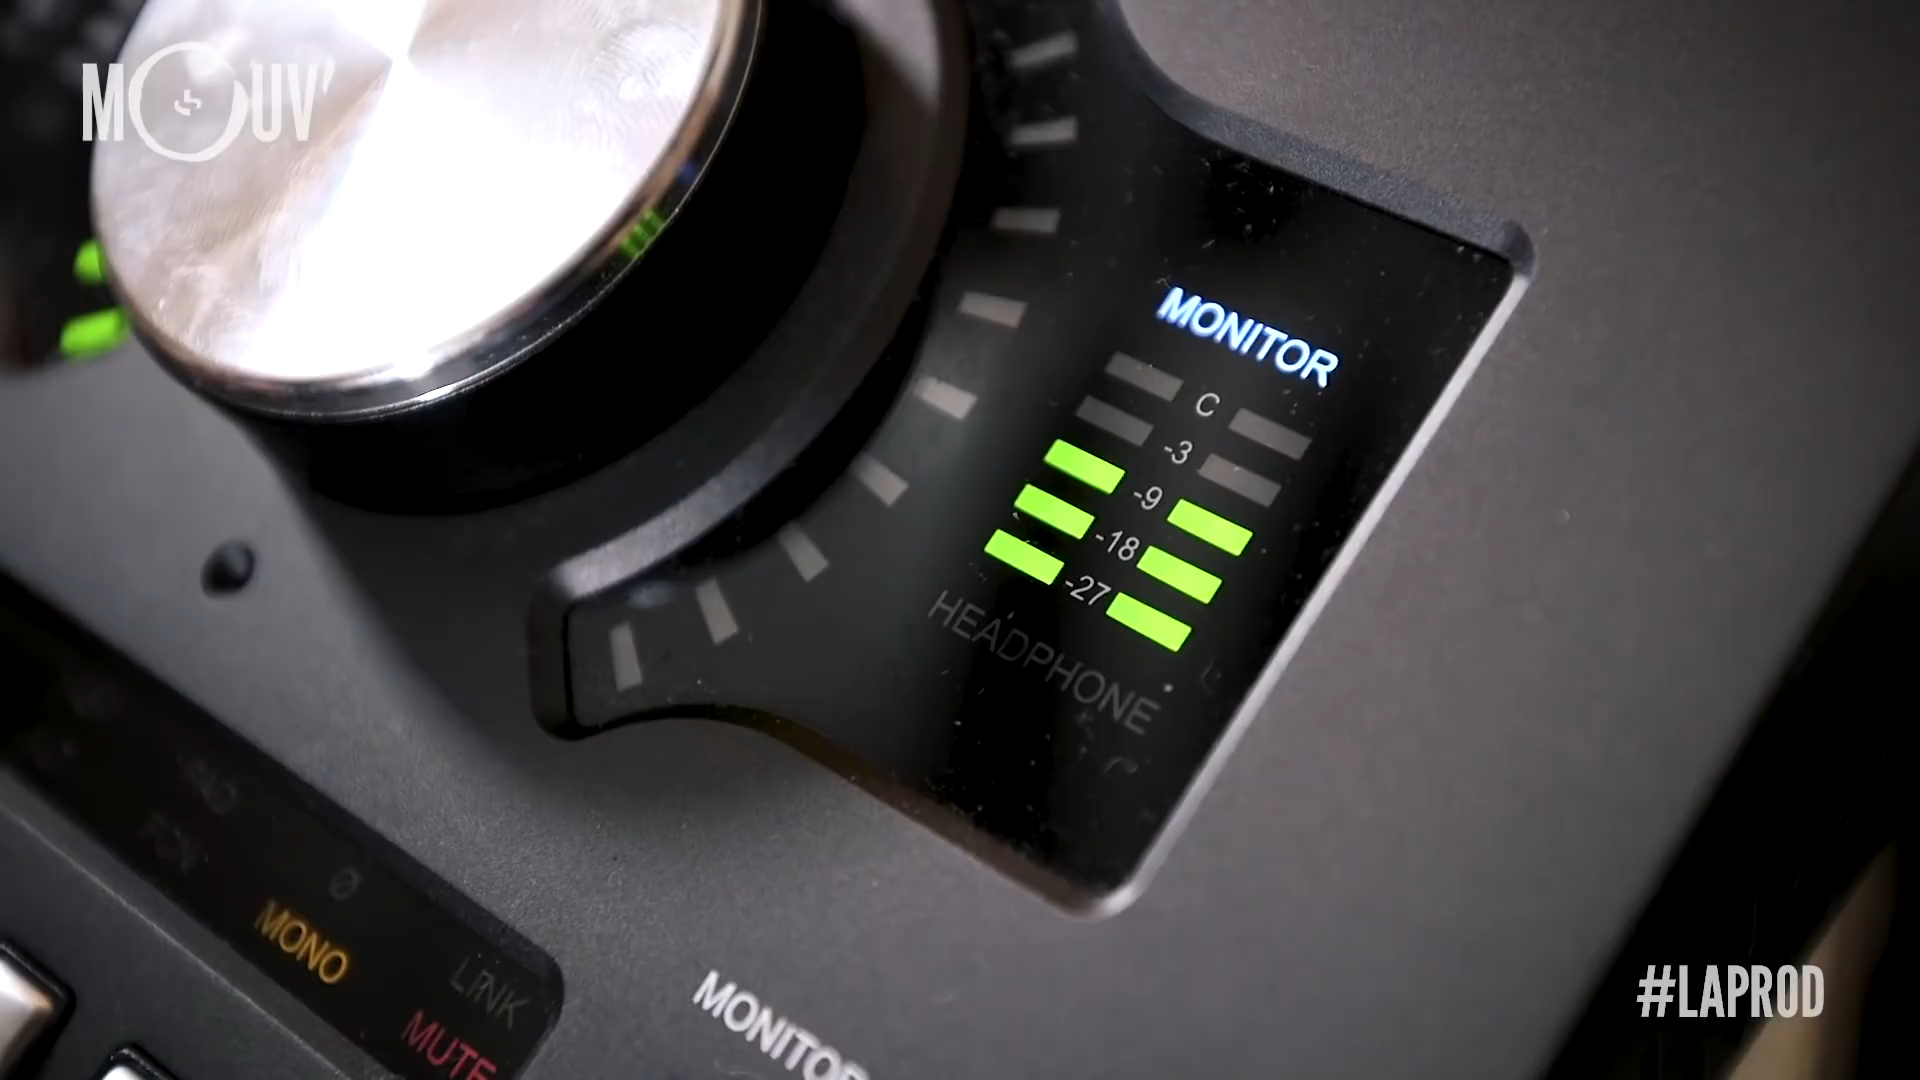 MOUV'
MONITOR
C
-3
-9
-18
-27
HEADPHONE
MONO
LINK
MUTE
MONITOR
#LAPROD